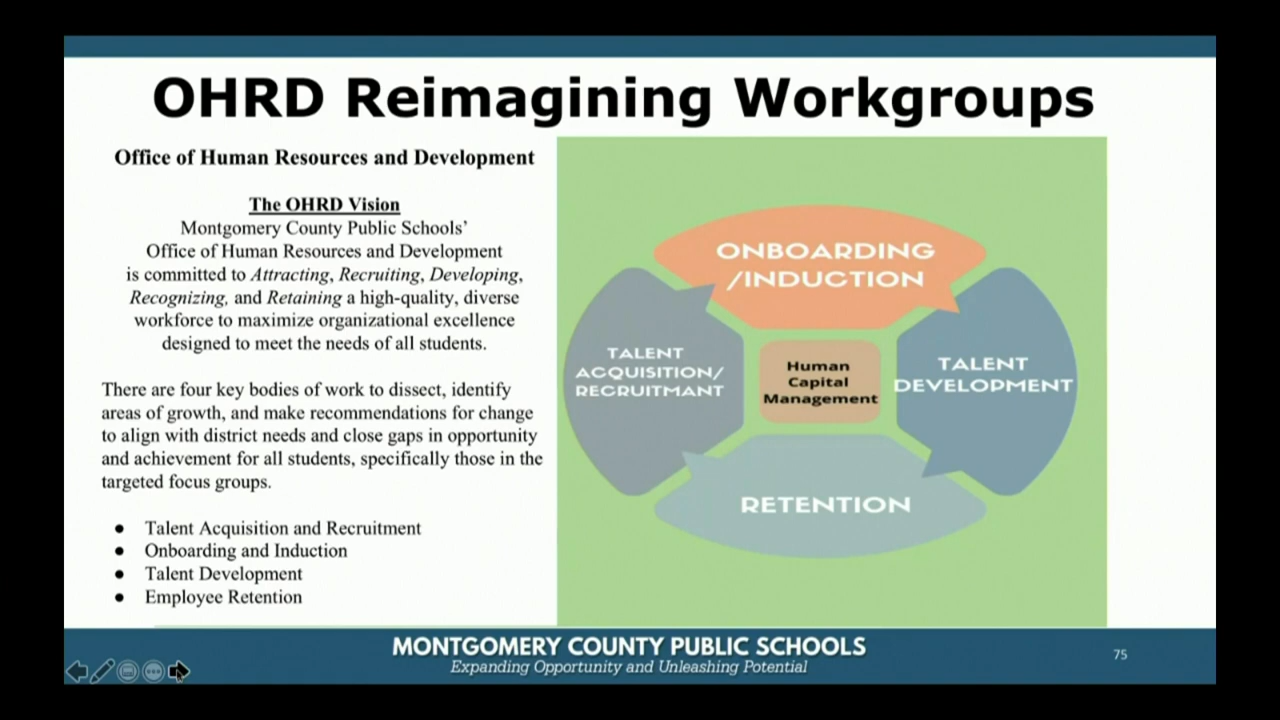 OHRD Reimagining Workgroups
Office of Human Resources and Development
The OHRD Vision
Montgomery County Public Schools’
Office of Human Resources and Development
is committed to Attracting, Recruiting, Developing,
Recognizing, and Retaining a high-quality, diverse
workforce to maximize organizational excellence
designed to meet the needs of all students.
There are four key bodies of work to dissect, identify
areas of growth, and make recommendations for change
to align with district needs and close gaps in opportunity
and achievement for all students, specifically those in the
targeted focus groups.
● Talent Acquisition and Recruitment
● Onboarding and Induction
● Talent Development
● Employee Retention
ONBOARDING
/INDUCTION
TALENT
ACQUISITION/
RECRUITMANT
Human
Capital
Management
TALENT
DEVELOPMENT
RETENTION
MONTGOMERY COUNTY PUBLIC SCHOOLS
Expanding Opportunity and Unleashing Potential
75